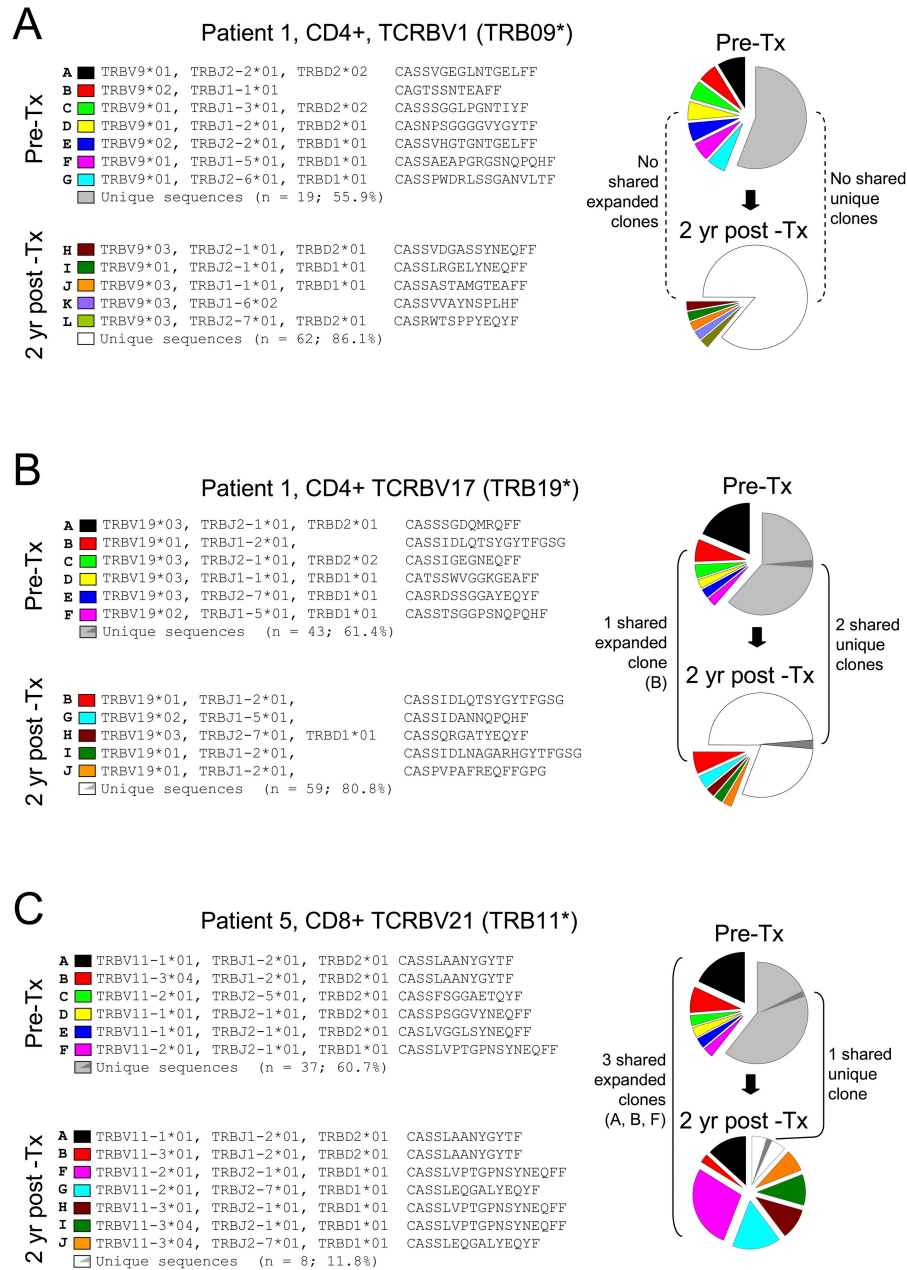 A
Patient 1, CD4+, TCRBV1 (TRB09*)
Pre-Tx
A TRBV9*01, TRBJ2-2*01, TRBD2*02 CASSVGEGLNTGELFF
B TRBV9*02, TRBJ1-1*01 CAGTSSNTEAFF
C TRBV9*01, TRBJ1-3*01, TRBD2*02 CASSSGGLPGNTIYF
D TRBV9*01, TRBJ1-2*01, TRBD2*01 CASNPSGGGGVYGYTF
E TRBV9*02, TRBJ2-2*01, TRBD1*01 CASSVHGTGNTGELFF
F TRBV9*01, TRBJ1-5*01, TRBD1*01 CASSAEAPGRGSNQPQHF
G TRBV9*01, TRBJ2-6*01, TRBD1*01 CASSPWDRLSSGANVLTF
Unique sequences (n = 19; 55.9%)
2 yr post -Tx
H TRBV9*03, TRBJ2-1*01, TRBD2*01 CASSVDGASSYNEQFF
I TRBV9*01, TRBJ2-1*01, TRBD1*01 CASSLRGELYNEQFF
J TRBV9*03, TRBJ1-1*01, TRBD1*01 CASSASTAMGTEAFF
K TRBV9*03, TRBJ1-6*02 CASSVVAYNSPLHF
L TRBV9*03, TRBJ2-7*01, TRBD2*01 CASRWTSPPYEQYF
Unique sequences (n = 62; 86.1%)
Pre-Tx
No
shared
expanded
clones
No shared
unique
clones
2 yr post -Tx
B
Patient 1, CD4+ TCRBV17 (TRB19*)
Pre-Tx
A TRBV19*03, TRBJ2-1*01, TRBD2*01 CASSSGDQMRQFF
B TRBV19*01, TRBJ1-2*01, CASSIDLQTSYGYTFGSG
C TRBV19*03, TRBJ2-1*01, TRBD2*02 CASSIGEGNEQFF
D TRBV19*03, TRBJ1-1*01, TRBD1*01 CATSSWVGGKGEAFF
E TRBV19*03, TRBJ2-7*01, TRBD1*01 CASRDSSGGAYEQYF
F TRBV19*02, TRBJ1-5*01, TRBD1*01 CASSTSGGPSNQPQHF
Unique sequences (n = 43; 61.4%)
2 yr post -Tx
B TRBV19*01, TRBJ1-2*01, CASSIDLQTSYGYTFGSG
G TRBV19*02, TRBJ1-5*01, CASSIDANNQPQHF
H TRBV19*03, TRBJ2-7*01, TRBD1*01 CASSQRGATYEQYF
I TRBV19*01, TRBJ1-2*01, CASSIDLNAGARHGYTFGSG
J TRBV19*01, TRBJ2-1*01, CASPVPAFREQFFGPG
Unique sequences (n = 59; 80.8%)
Pre-Tx
1 shared
expanded
clone
(B)
2 shared
unique
clones
2 yr post -Tx
C
Patient 5, CD8+ TCRBV21 (TRB11*)
Pre-Tx
A TRBV11-1*01, TRBJ1-2*01, TRBD2*01 CASSLAANYGYTF
B TRBV11-3*04, TRBJ1-2*01, TRBD2*01 CASSLAANYGYTF
C TRBV11-2*01, TRBJ2-5*01, TRBD2*01 CASSFSGGAETQYF
D TRBV11-1*01, TRBJ2-1*01, TRBD2*01 CASSPSGGVYNEQFF
E TRBV11-1*01, TRBJ2-1*01, TRBD2*01 CASLVGGLSYNEQFF
F TRBV11-2*01, TRBJ2-1*01, TRBD1*01 CASSLVPTGPNSYNEQFF
Unique sequences (n = 37; 60.7%)
2 yr post -Tx
A TRBV11-1*01, TRBJ1-2*01, TRBD2*01 CASSLAANYGYTF
B TRBV11-3*01, TRBJ1-2*01, TRBD2*01 CASSLAANYGYTF
F TRBV11-2*01, TRBJ2-1*01, TRBD1*01 CASSLVPTGPNSYNEQFF
G TRBV11-2*01, TRBJ2-7*01, TRBD1*01 CASSLEQGALYEQYF
H TRBV11-3*01, TRBJ2-1*01, TRBD1*01 CASSLVPTGPNSYNEQFF
I TRBV11-3*04, TRBJ2-1*01, TRBD1*01 CASSLVPTGPNSYNEQFF
J TRBV11-3*04, TRBJ2-7*01, TRBD1*01 CASSLEQGALYEQYF
Unique sequences (n = 8; 11.8%)
Pre-Tx
3 shared
expanded
clones
(A, B, F)
1 shared
unique
clone
2 yr post -Tx